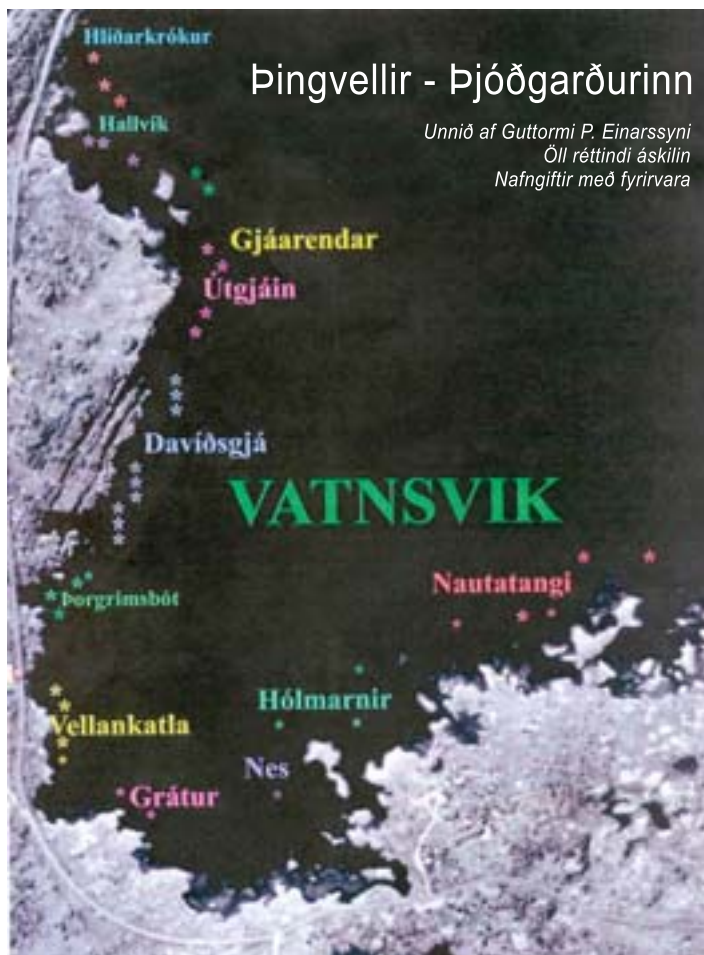 Hlíðarkrókur
Þingvellir - Þjóðgarðurinn
Hallvík
Unnið af Guttormi P. Einarssyni
Öll réttindi áskilin
Nafngiftir með fyrirvara
Gjáarendar
Útgjáin
Davíðsgjá
VATNSVIK
Nautatangi
Þorgrímsbót
Hólmarnir
Vellankatla
Nes
Grátur